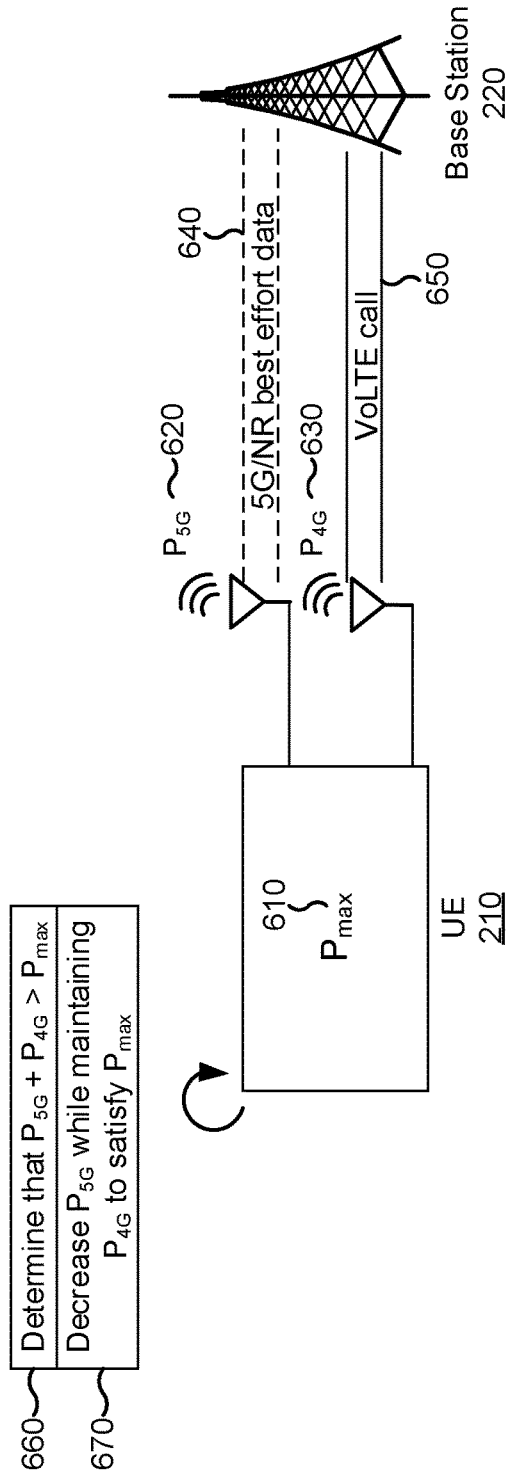 660
Determine that P5G + P4G > Pmax
670
Decrease P5G while maintaining
P4G to satisfy Pmax
610
Pmax
UE
210
P5G
620
640
5G/NR best effort data
P4G
630
VoLTE call
650
Base Station
220